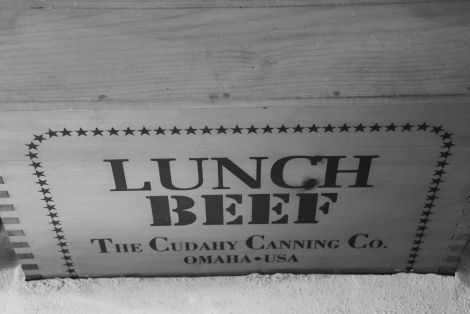 LUNCH
BEEF
THE CUDAHY CANNING CO.
OMAHA • USA